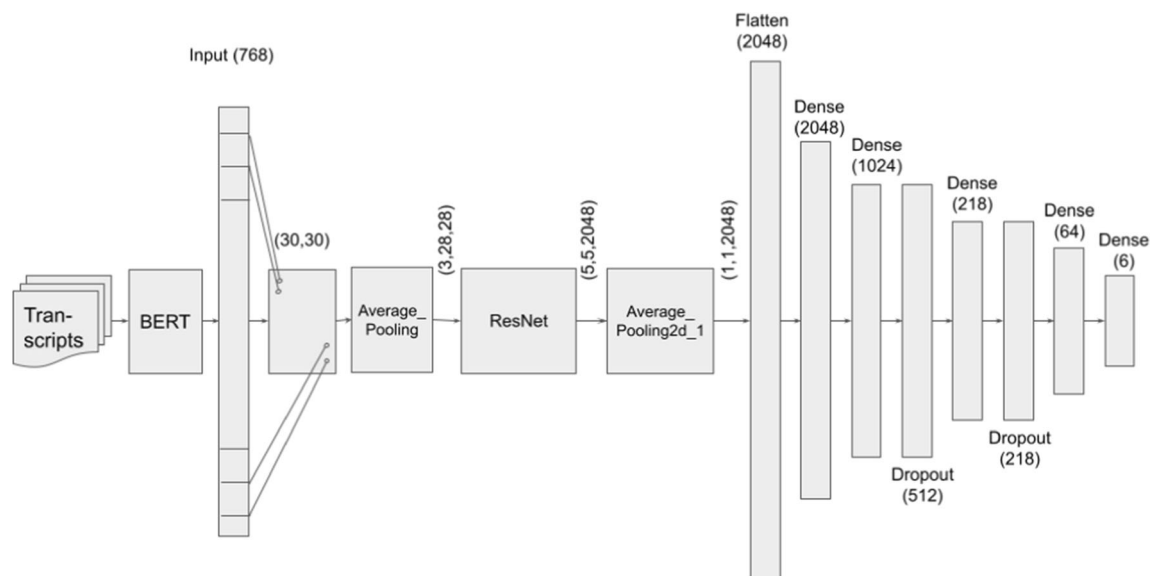 Input (768)
Flatten
(2048)
Dense
(2048)
Dense
(1024)
Dense
(218)
Dense
(64)
Dense
(6)
(30,30)
(3,28,28)
(5,5,2048)
(1,1,2048)
Tran-
scripts
BERT
Average_
Pooling
ResNet
Average_
Pooling2d_1
Dropout
(512)
Dropout
(218)